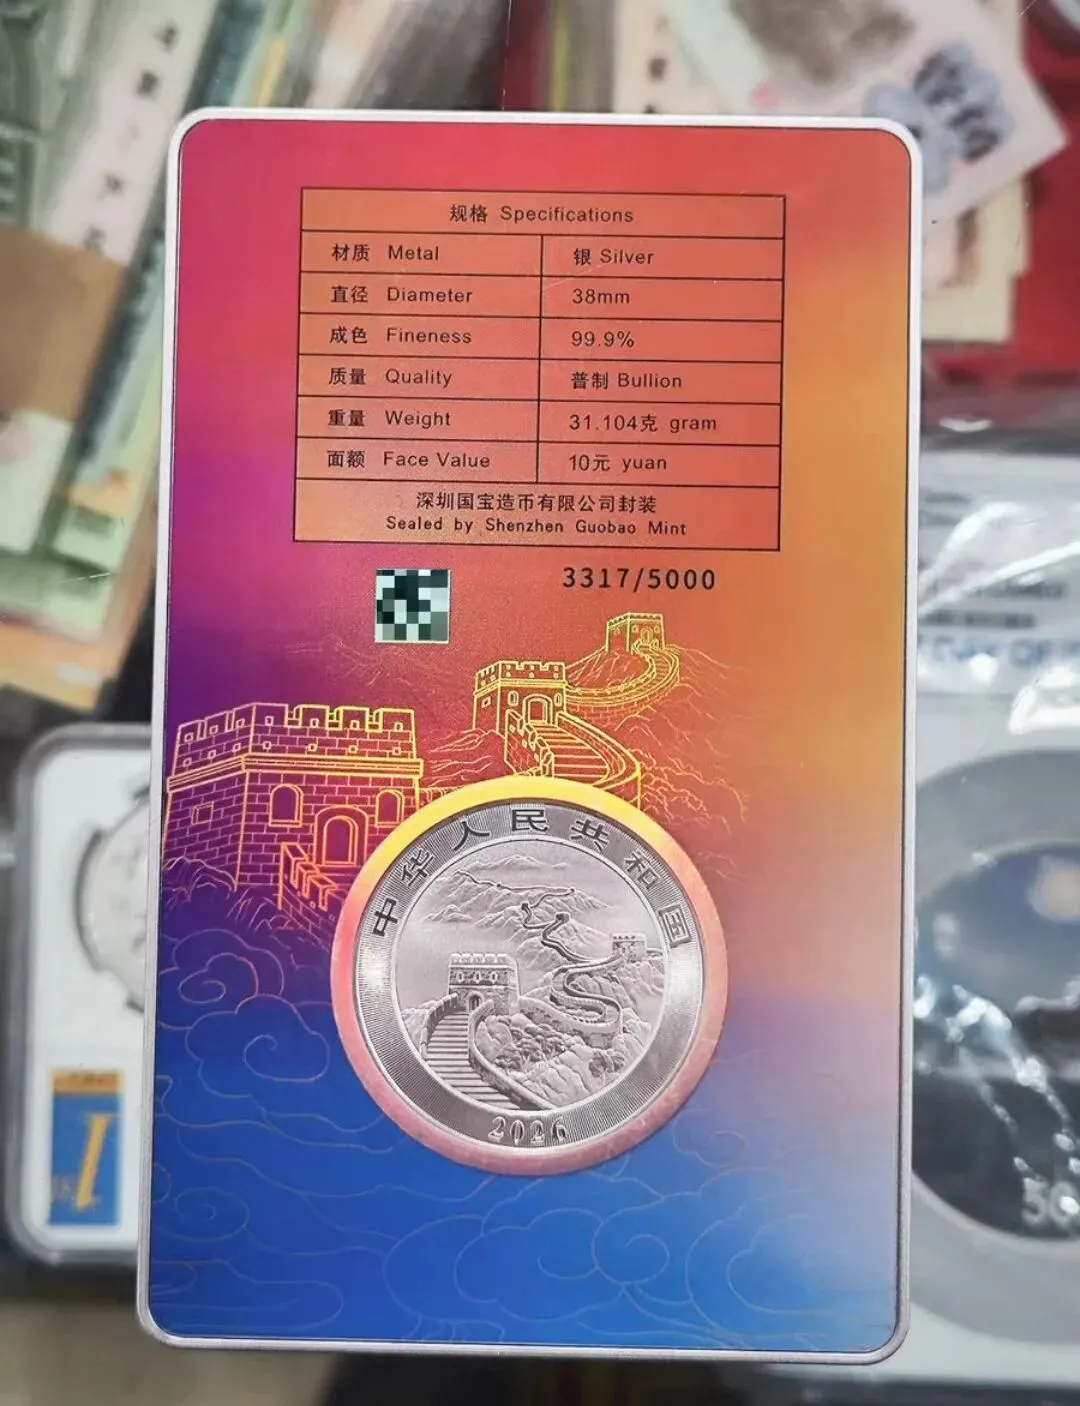 规格 Specifications
材质 Metal 银 Silver
直径 Diameter 38mm
成色 Fineness 99.9%
质量 Quality 普制 Bullion
重量 Weight 31.104克 gram
面额 Face Value 10元 yuan
深圳国宝造币有限公司封装
Sealed by Shenzhen Guobao Mint
3317/5000
中华人民共和国
2026
1